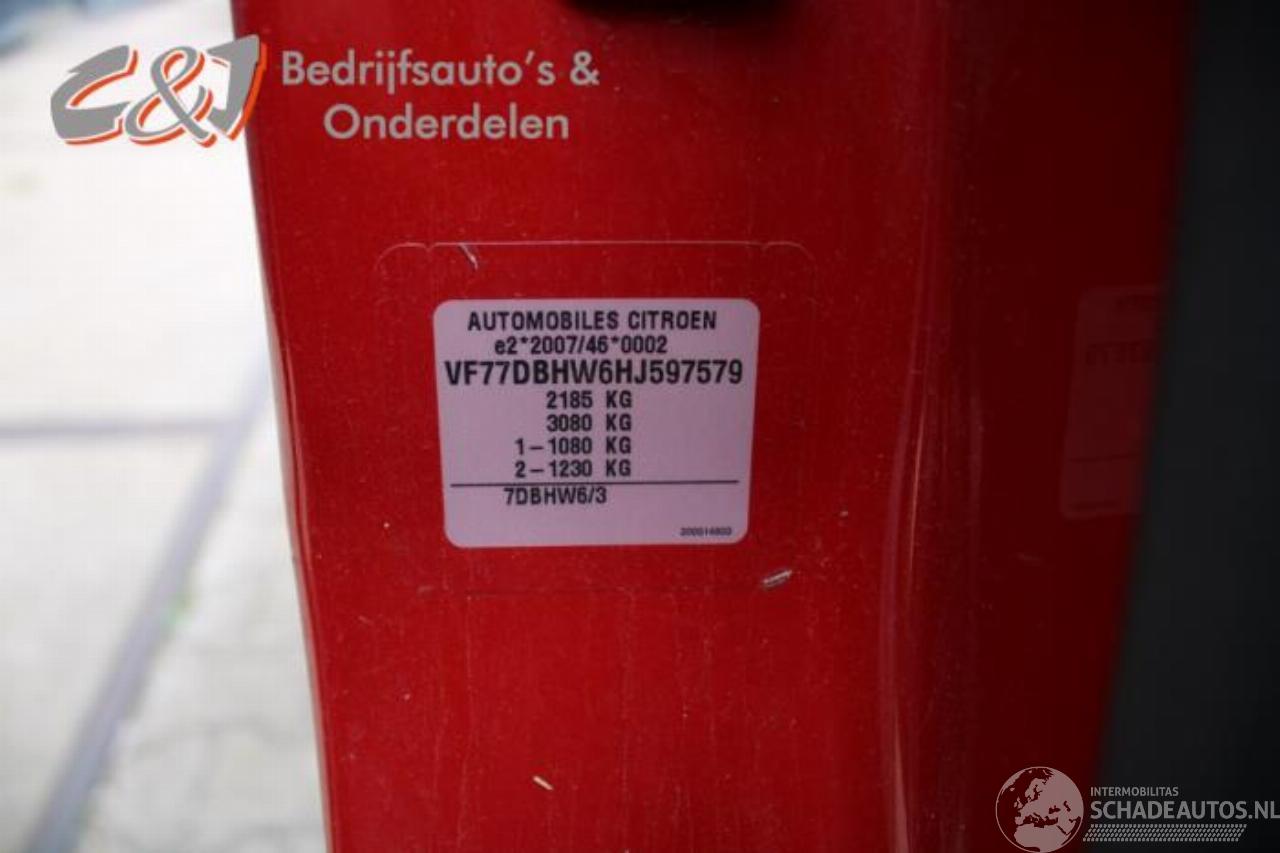 C&J Bedrijfsauto's &
Onderdelen
AUTOMOBILES CITROEN
e2*2007/46*0002
VF77DBHW6HJ597579
2185 KG
3080 KG
1-1080 KG
2-1230 KG
7DBHW6/3
INTERMOBILITAS
SCHADEAUTOS.NL